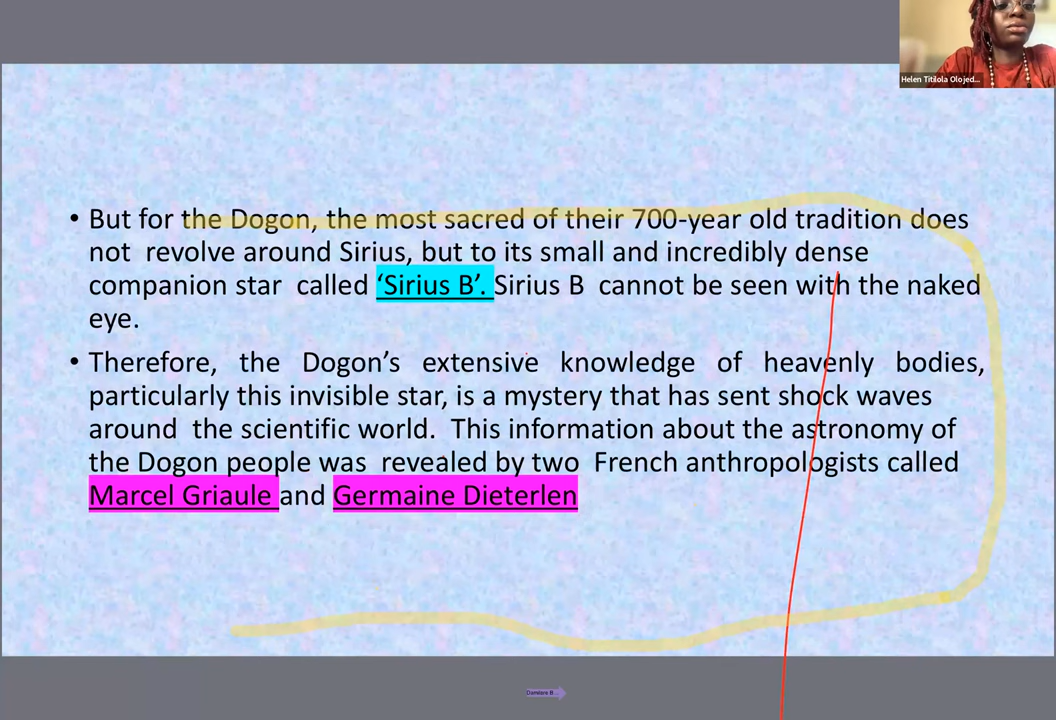 Helen Titilola Olojed...
• But for the Dogon, the most sacred of their 700-year old tradition does
not revolve around Sirius, but to its small and incredibly dense
companion star called ‘Sirius B’. Sirius B cannot be seen with the naked
eye.
• Therefore, the Dogon’s extensive knowledge of heavenly bodies,
particularly this invisible star, is a mystery that has sent shock waves
around the scientific world. This information about the astronomy of
the Dogon people was revealed by two French anthropologists called
Marcel Griaule and Germaine Dieterlen